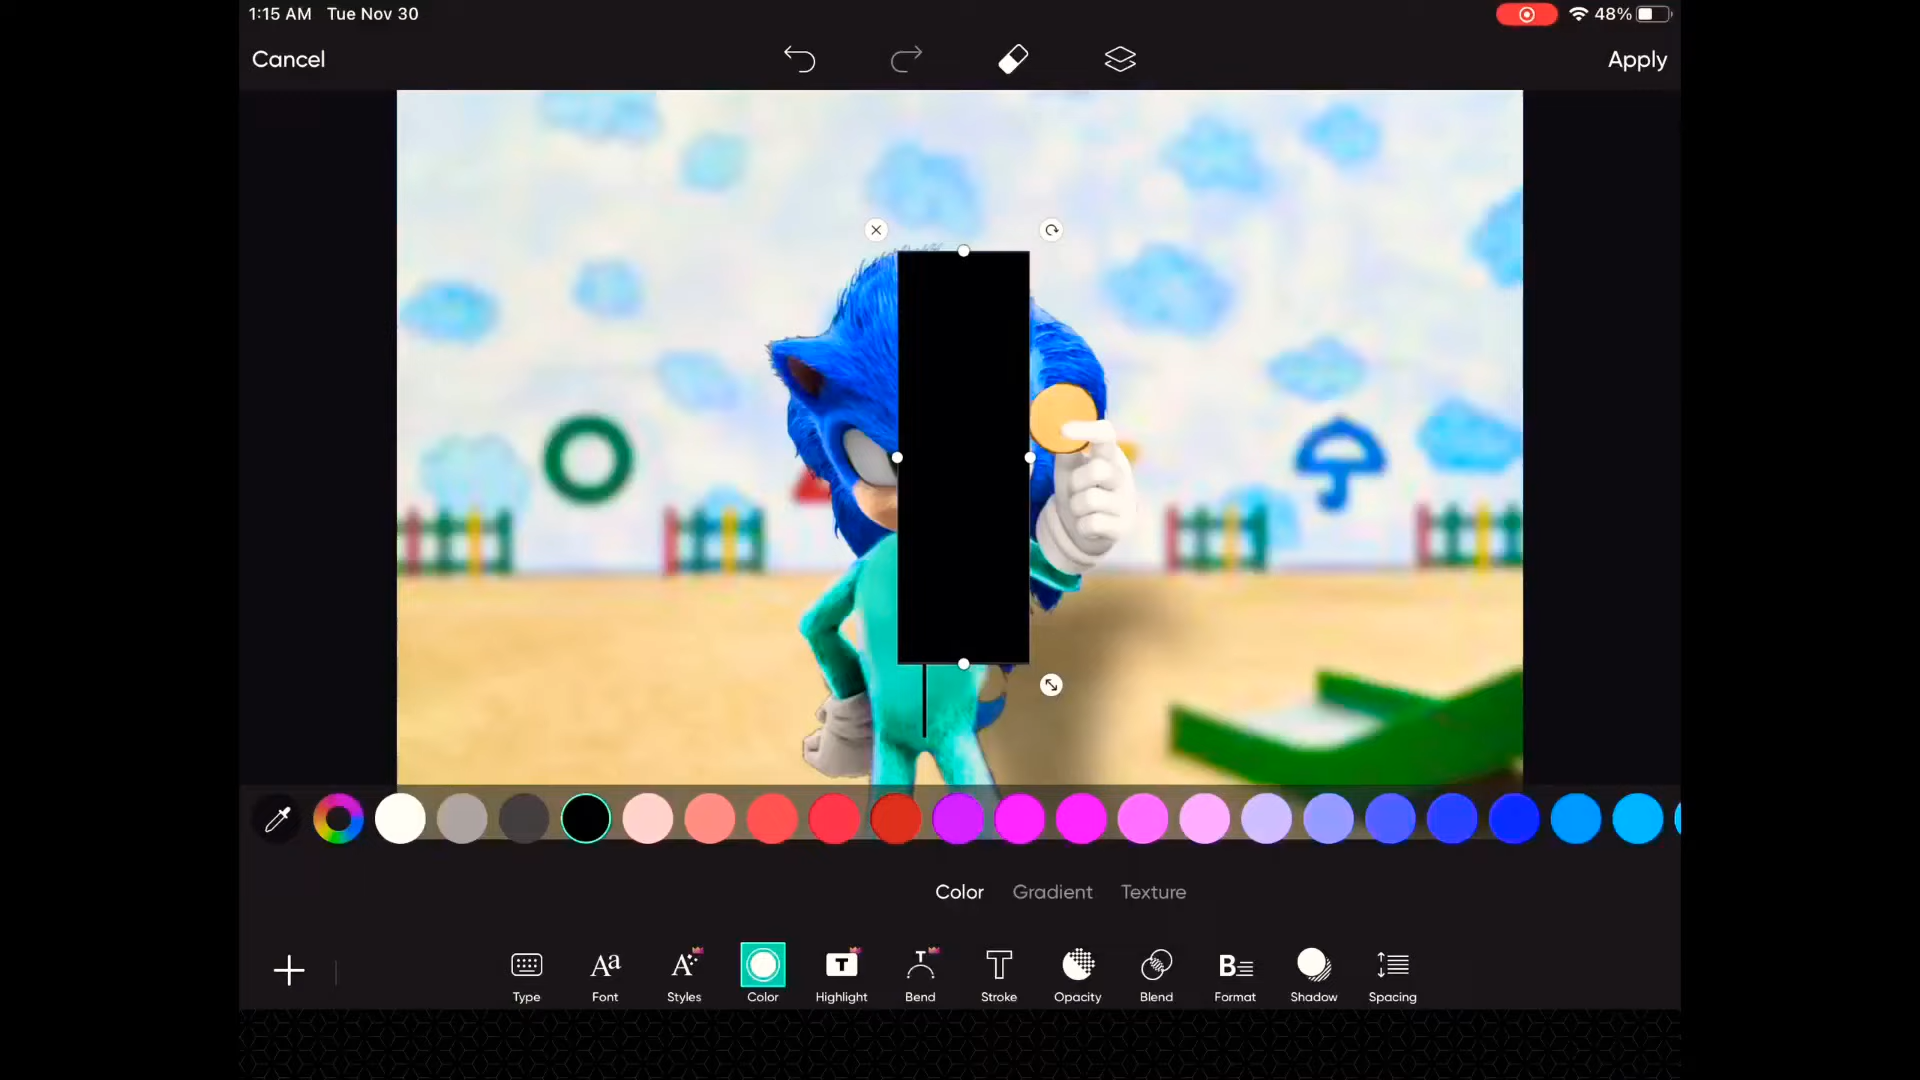 1:15 AM Tue Nov 30
48%
Cancel
Apply
Color Gradient Texture
Type Font Styles Color Highlight Bend Stroke Opacity Blend Format Shadow Spacing